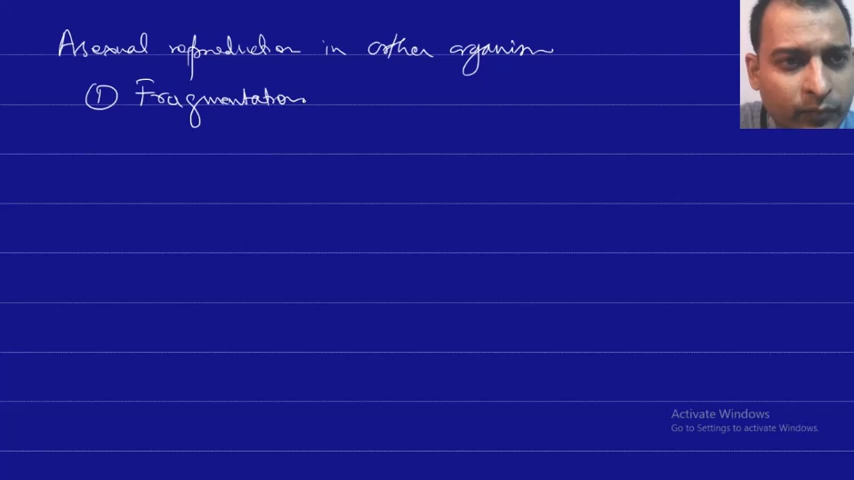 Asexual reproduction in other organism
① Fragmentation
Activate Windows
Go to Settings to activate Windows.